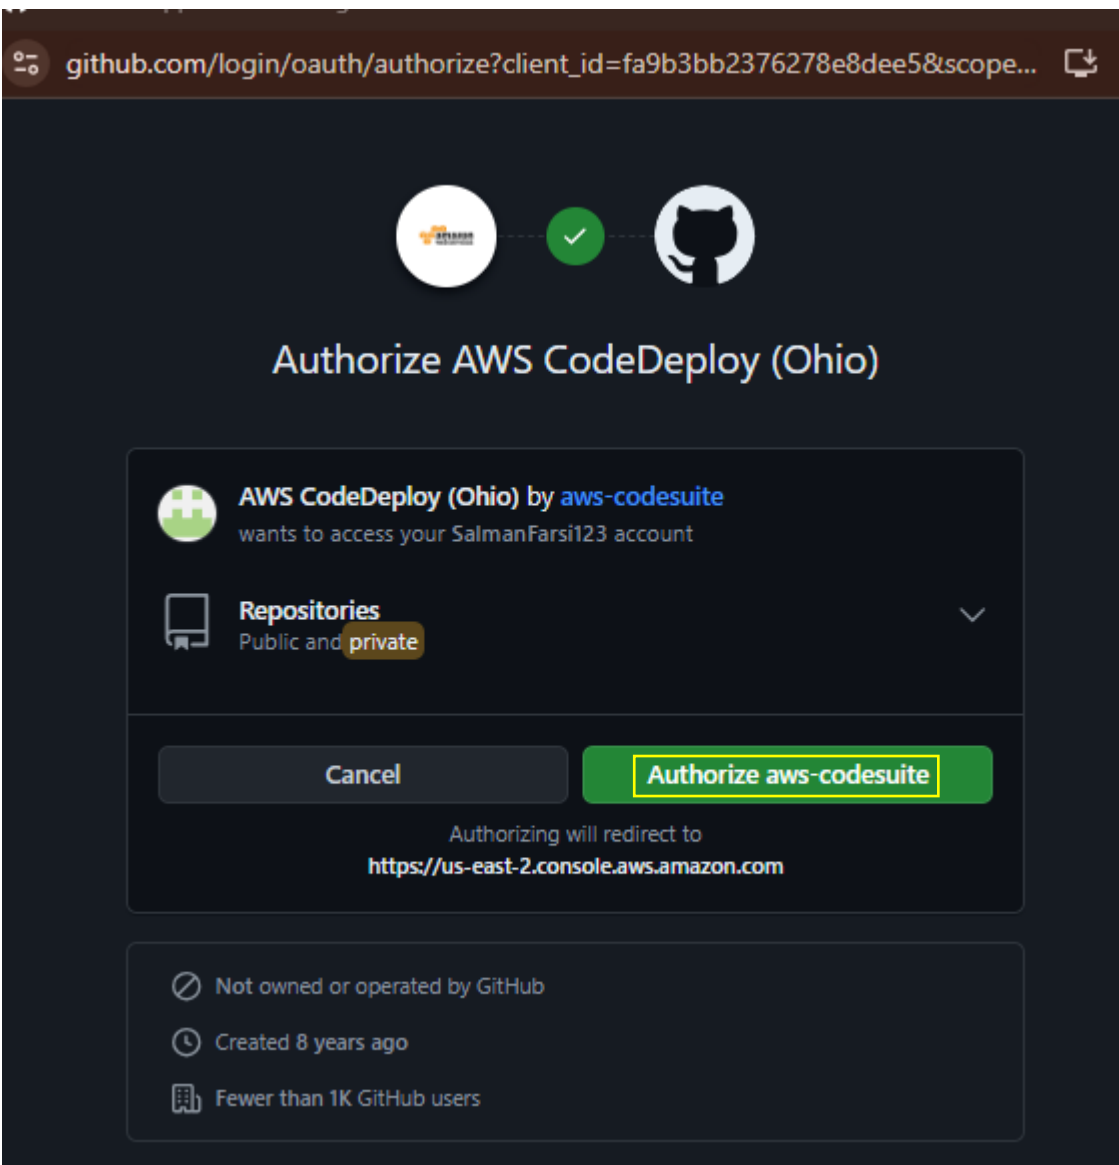 github.com/login/oauth/authorize?client_id=fa9b3bb2376278e8dee5&scope...
amazon
Authorize AWS CodeDeploy (Ohio)
AWS CodeDeploy (Ohio) by aws-codesuite
wants to access your SalmanFarsi123 account
Repositories
Public and private
Cancel
Authorize aws-codesuite
Authorizing will redirect to
https://us-east-2.console.aws.amazon.com
Not owned or operated by GitHub
Created 8 years ago
Fewer than 1K GitHub users